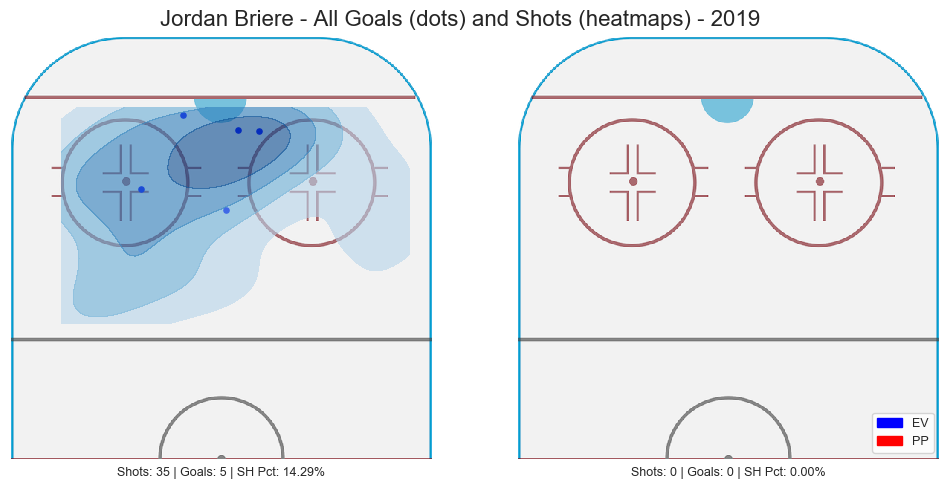 Jordan Briere - All Goals (dots) and Shots (heatmaps) - 2019
EV
PP
Shots: 35 | Goals: 5 | SH Pct: 14.29%
Shots: 0 | Goals: 0 | SH Pct: 0.00%